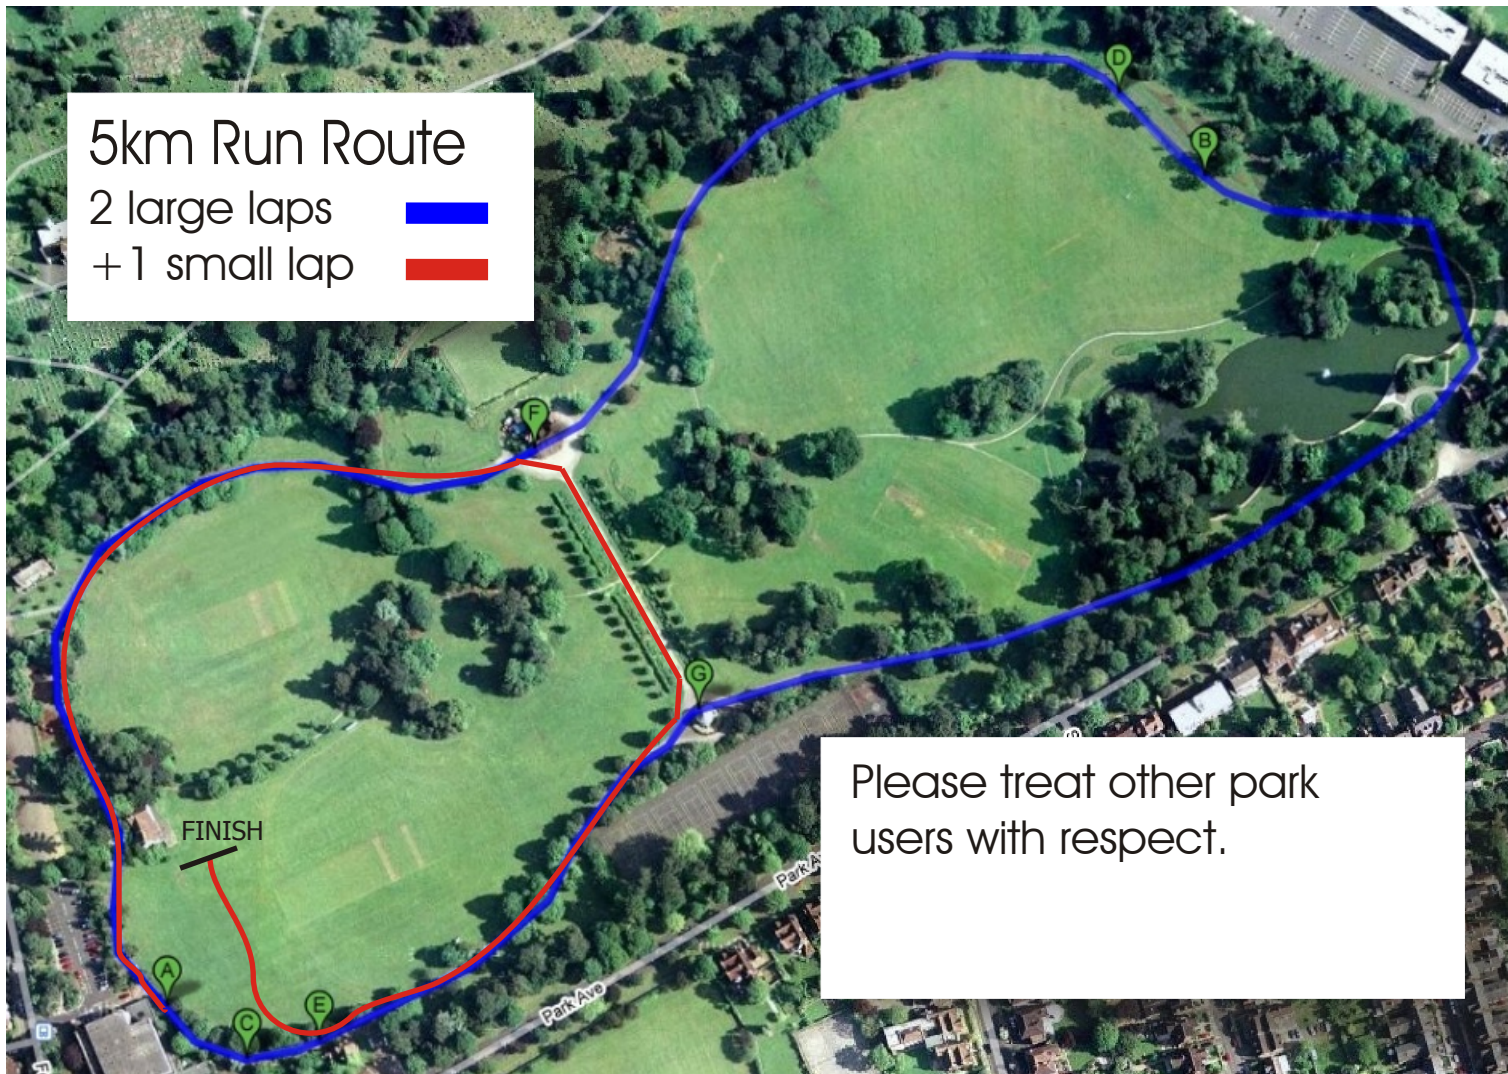 5km Run Route
2 large laps
+1 small lap
D
B
F
G
FINISH
A
C
E
Please treat other park
users with respect.
Park A
Park Ave
S
F